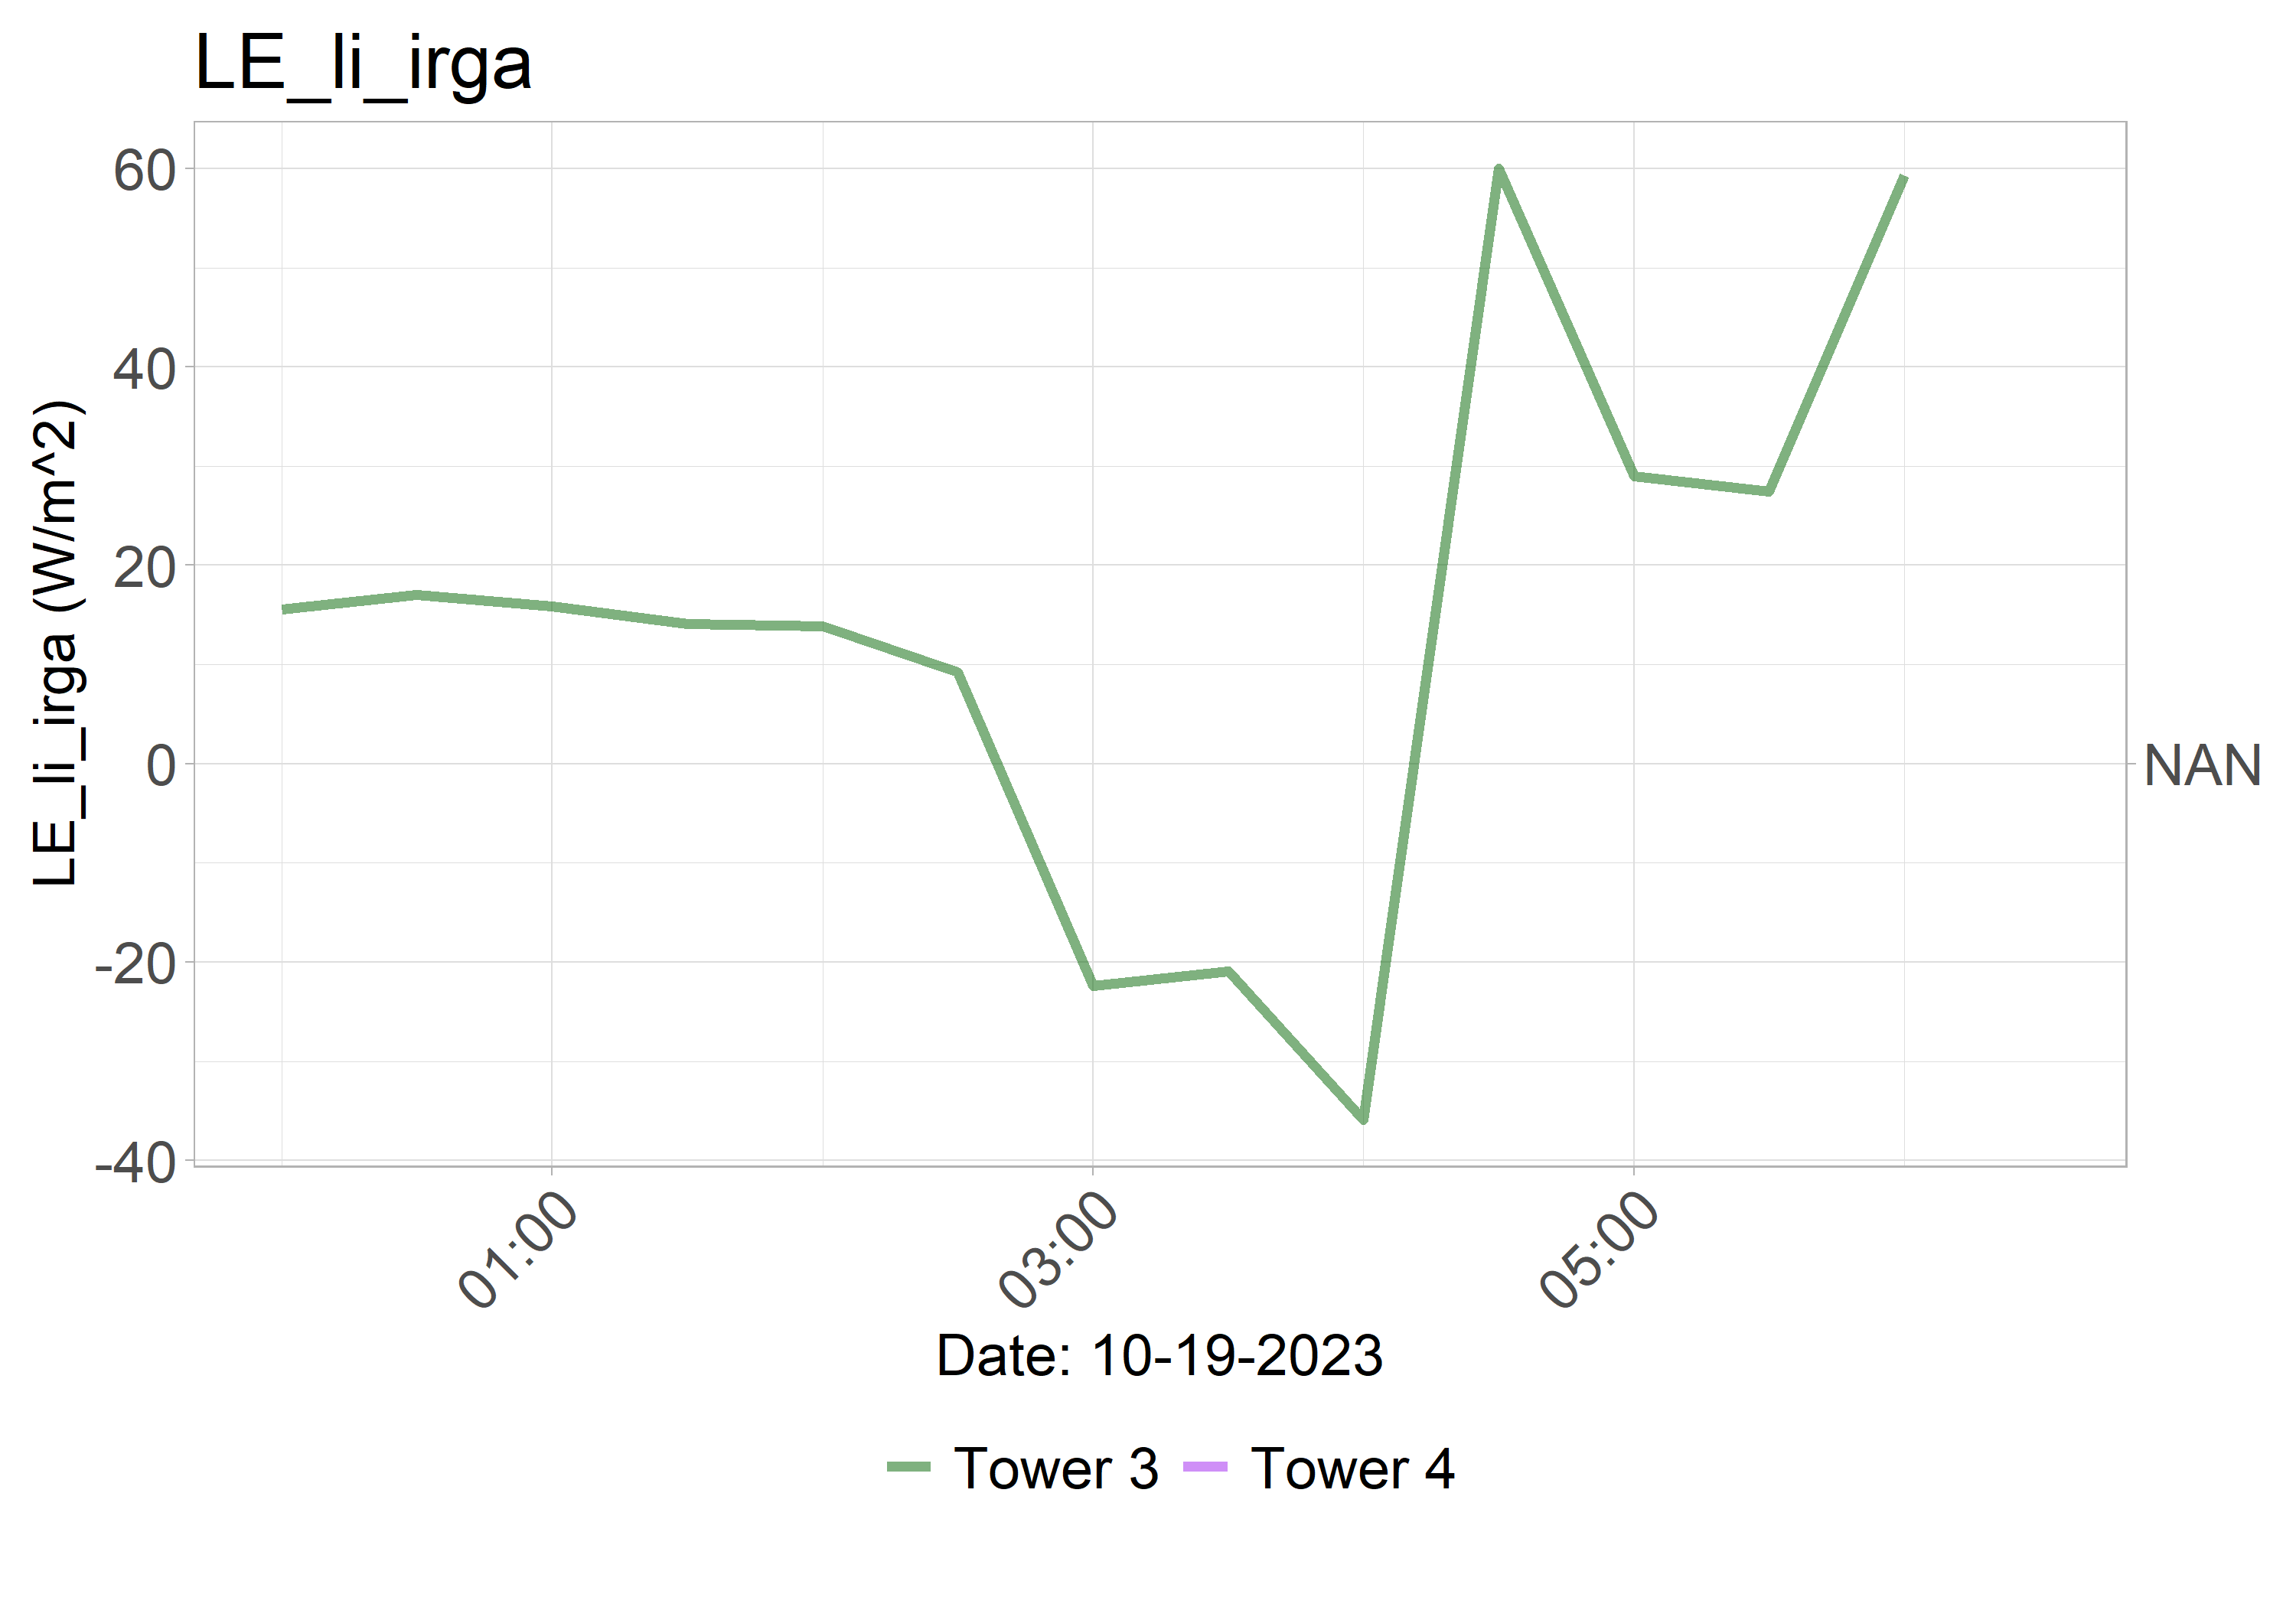 LE_li_irga
LE_li_irga (W/m^2)
60
40
20
0
-20
-40
NAN
01:00
03:00
05:00
Date: 10-19-2023
Tower 3
Tower 4